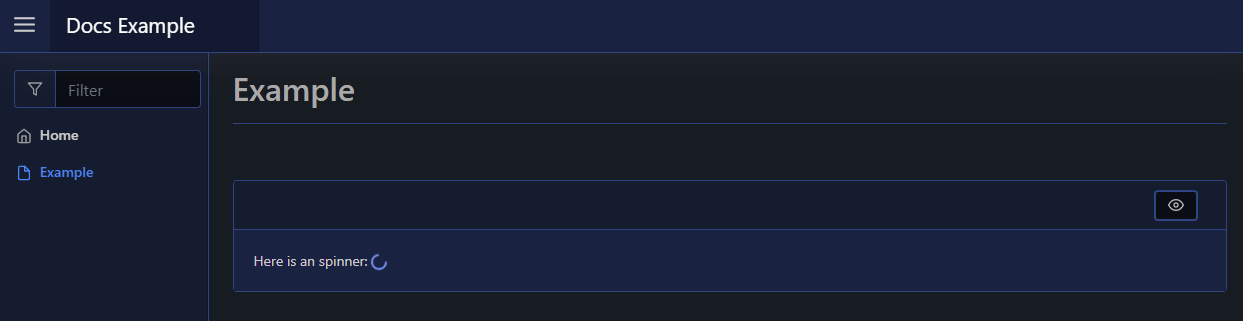 Docs Example
Filter
Home
Example
Example
Here is an spinner: